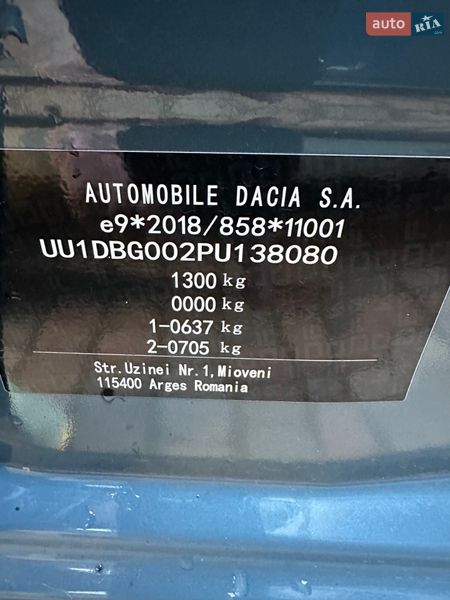 auto RIA
AUTOMOBILE DACIA S.A.
e9*2018/858*11001
UU1DBG002PU138080
1300 kg
0000 kg
1-0637 kg
2-0705 kg
Str.Uzinei Nr.1,Mioveni
115400 Arges Romania